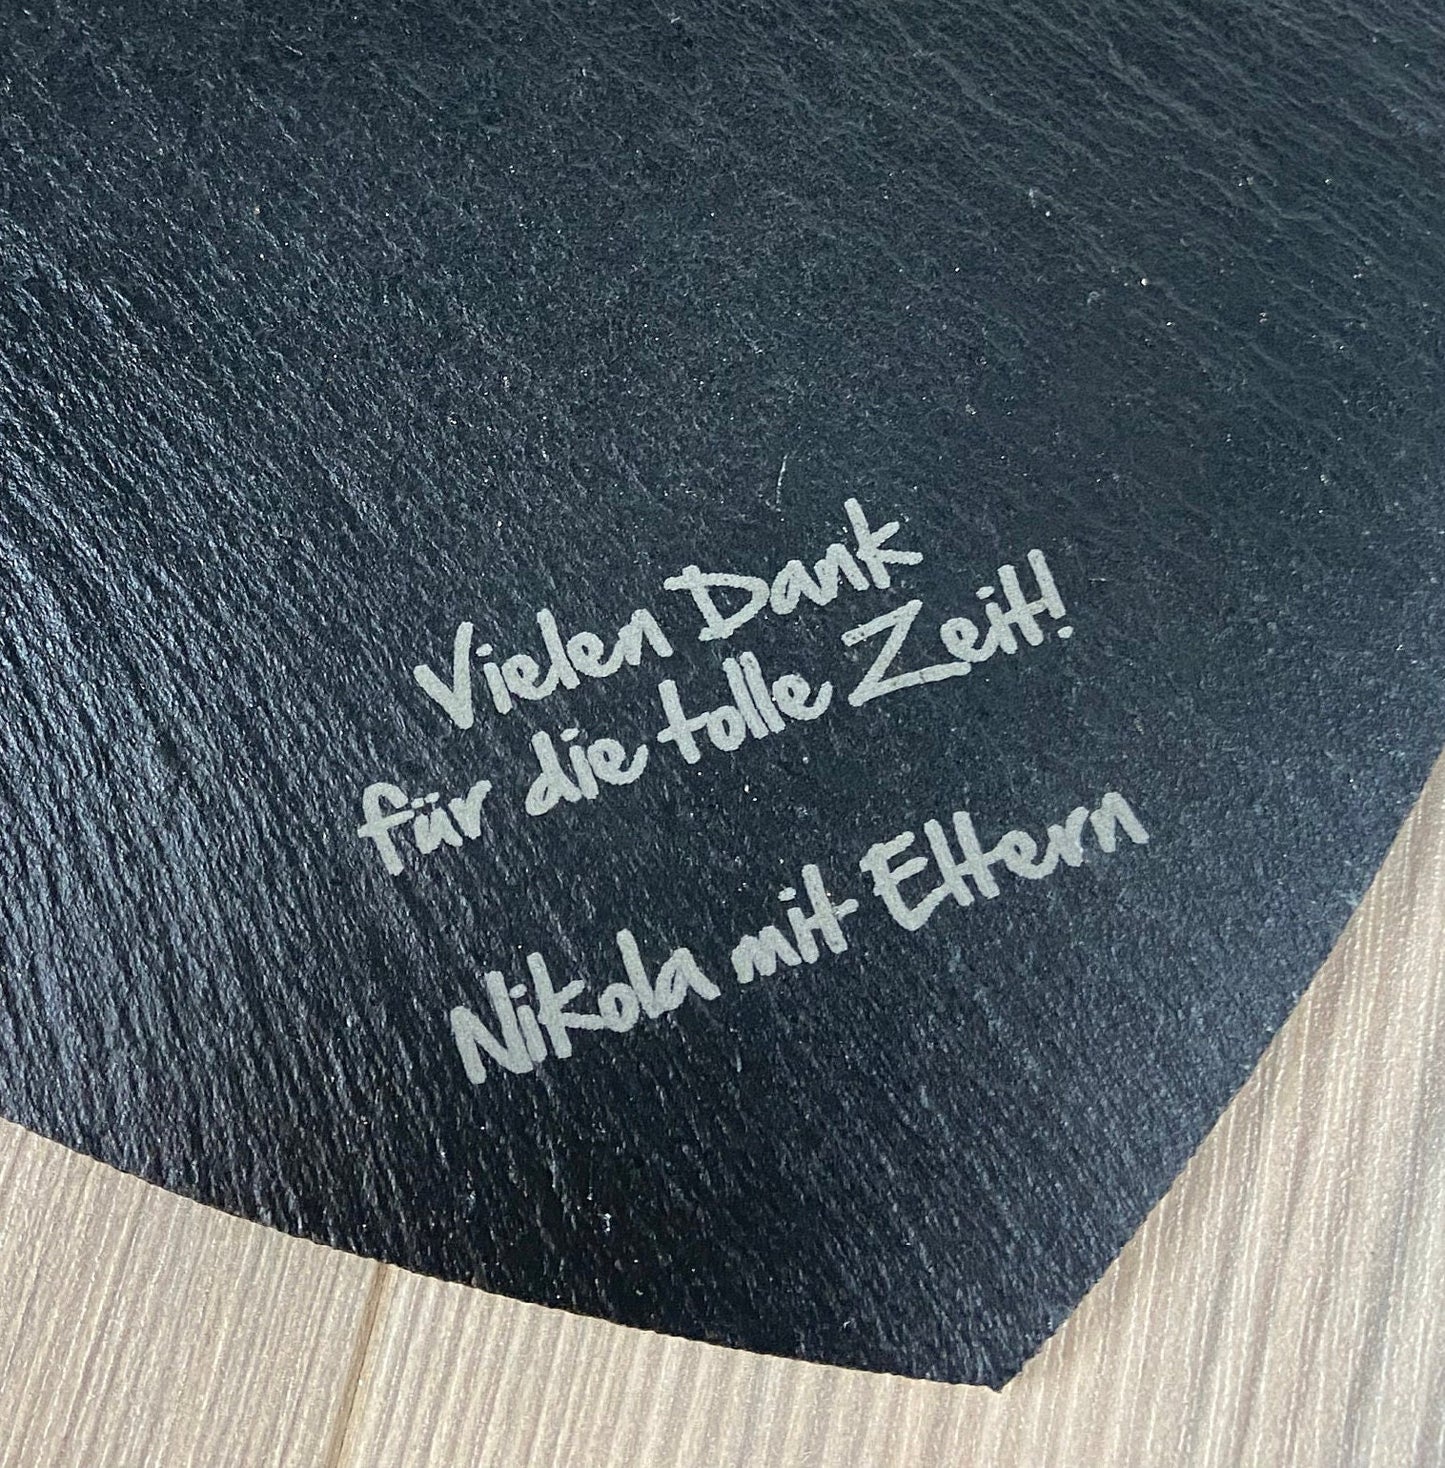 Vielen Dank
für die tolle Zeit!
Nikola mit Eltern